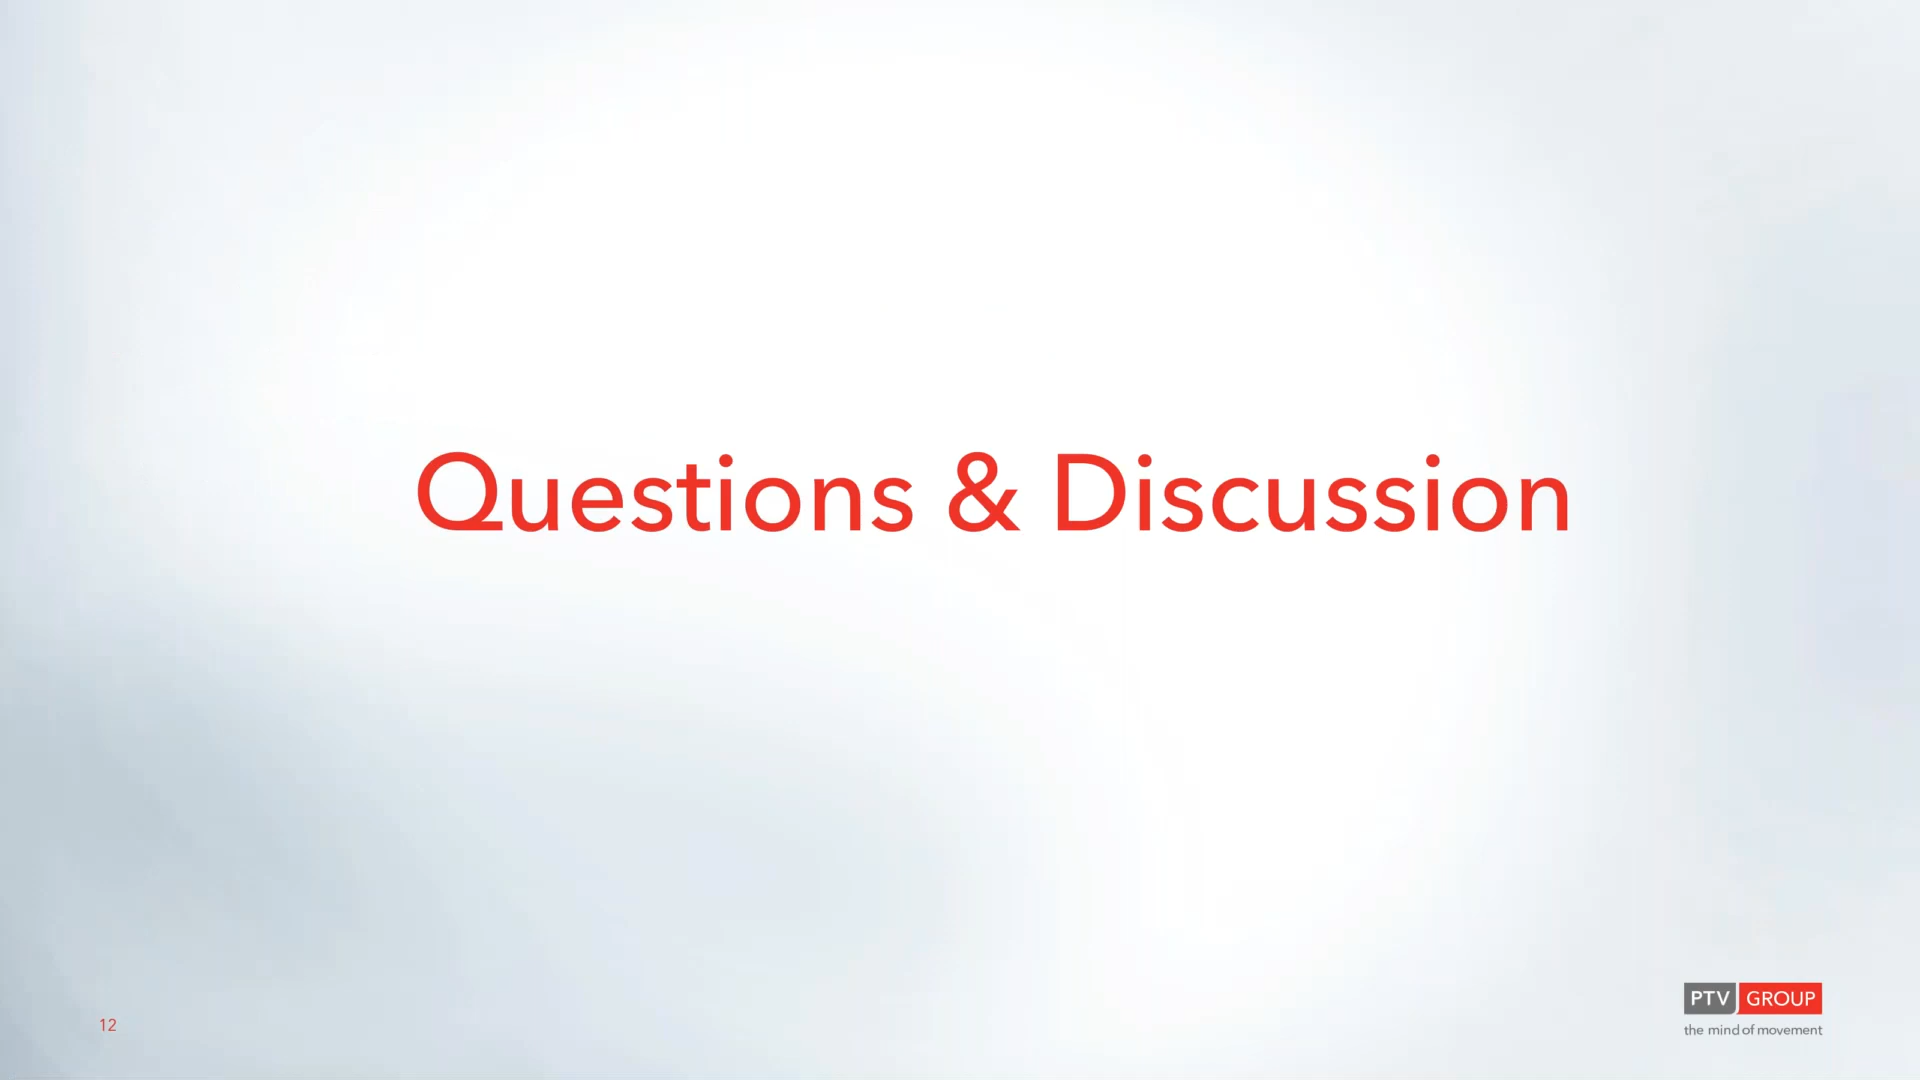 Questions & Discussion
12
PTV GROUP
the mind of movement